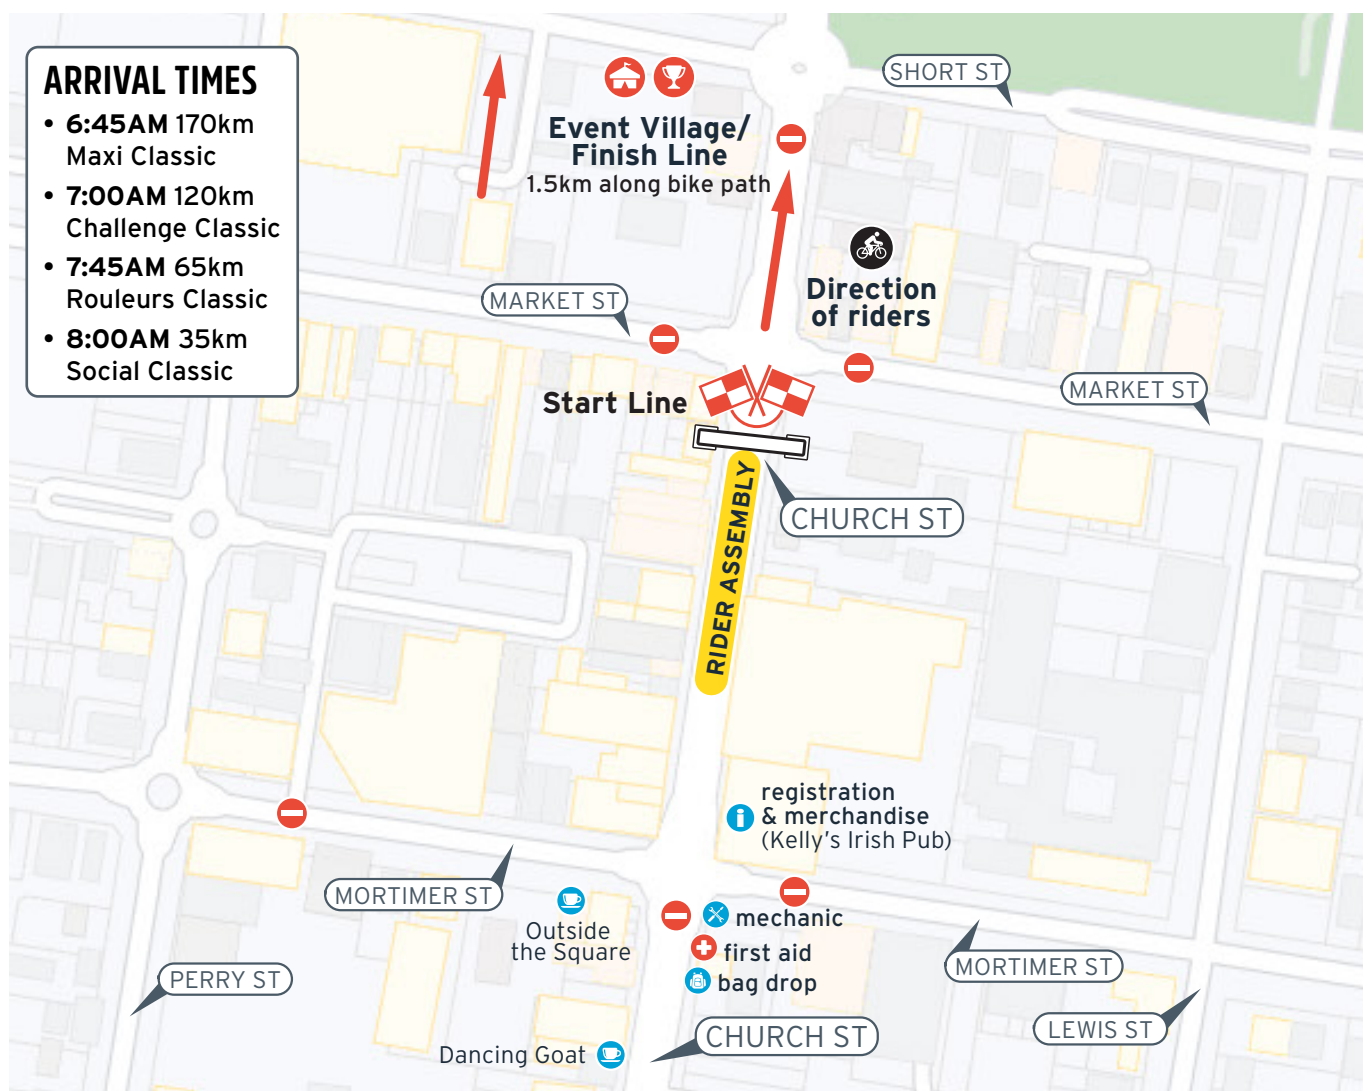 ARRIVAL TIMES
• 6:45AM 170km
Maxi Classic
• 7:00AM 120km
Challenge Classic
• 7:45AM 65km
Rouleurs Classic
• 8:00AM 35km
Social Classic
Event Village/
Finish Line
1.5km along bike path
SHORT ST
Direction
of riders
MARKET ST
MARKET ST
Start Line
CHURCH ST
RIDER ASSEMBLY
registration
& merchandise
(Kelly's Irish Pub)
MORTIMER ST
Outside
the Square
mechanic
first aid
bag drop
MORTIMER ST
PERRY ST
LEWIS ST
CHURCH ST
Dancing Goat